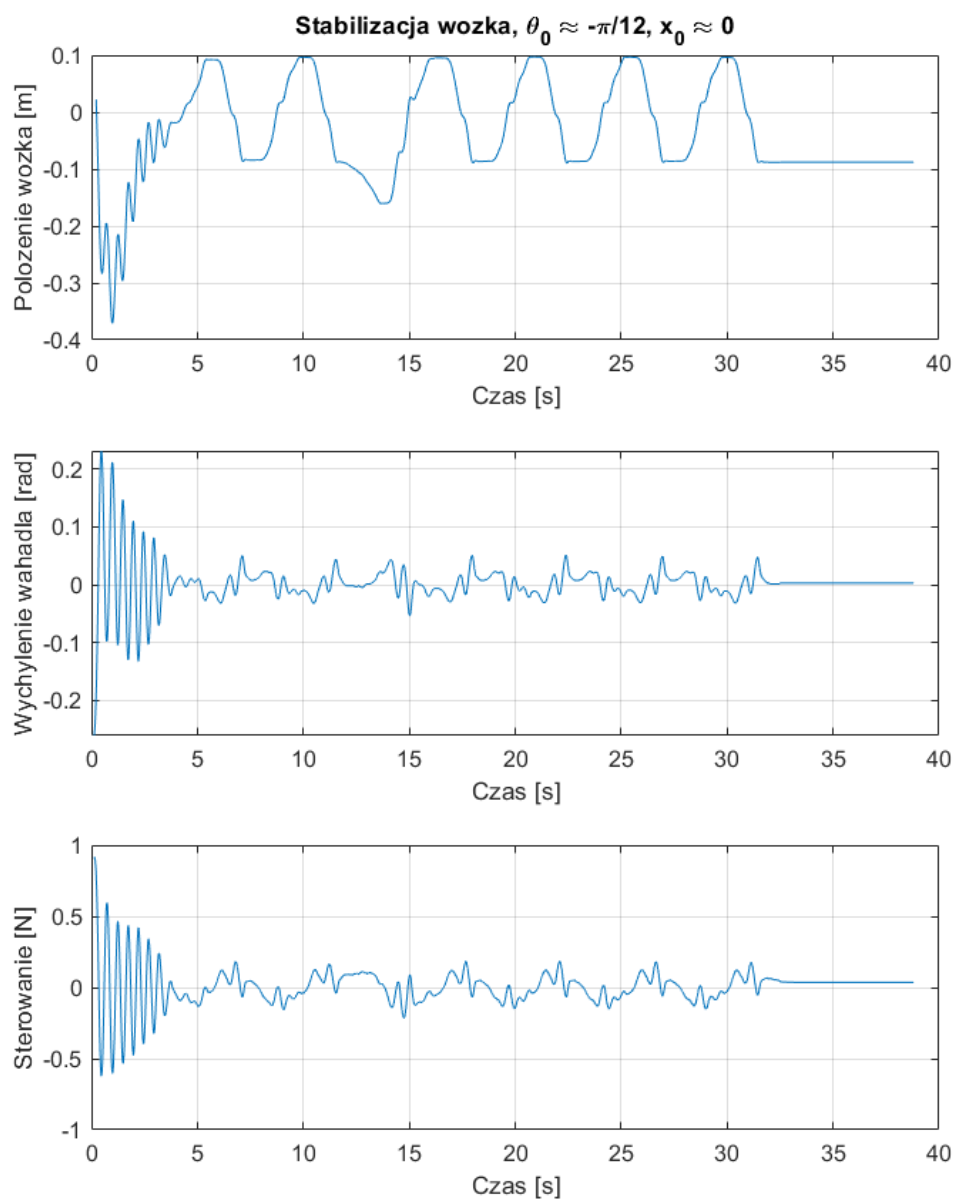 Stabilizacja wozka, θ₀ ≈ -π/12, x₀ ≈ 0
Polozenie wozka [m]
0.1
0
-0.1
-0.2
-0.3
-0.4
0 5 10 15 20 25 30 35 40
Czas [s]
Wychylenie wahadla [rad]
0.2
0.1
0
-0.1
-0.2
0 5 10 15 20 25 30 35 40
Czas [s]
Sterowanie [N]
1
0.5
0
-0.5
-1
0 5 10 15 20 25 30 35 40
Czas [s]